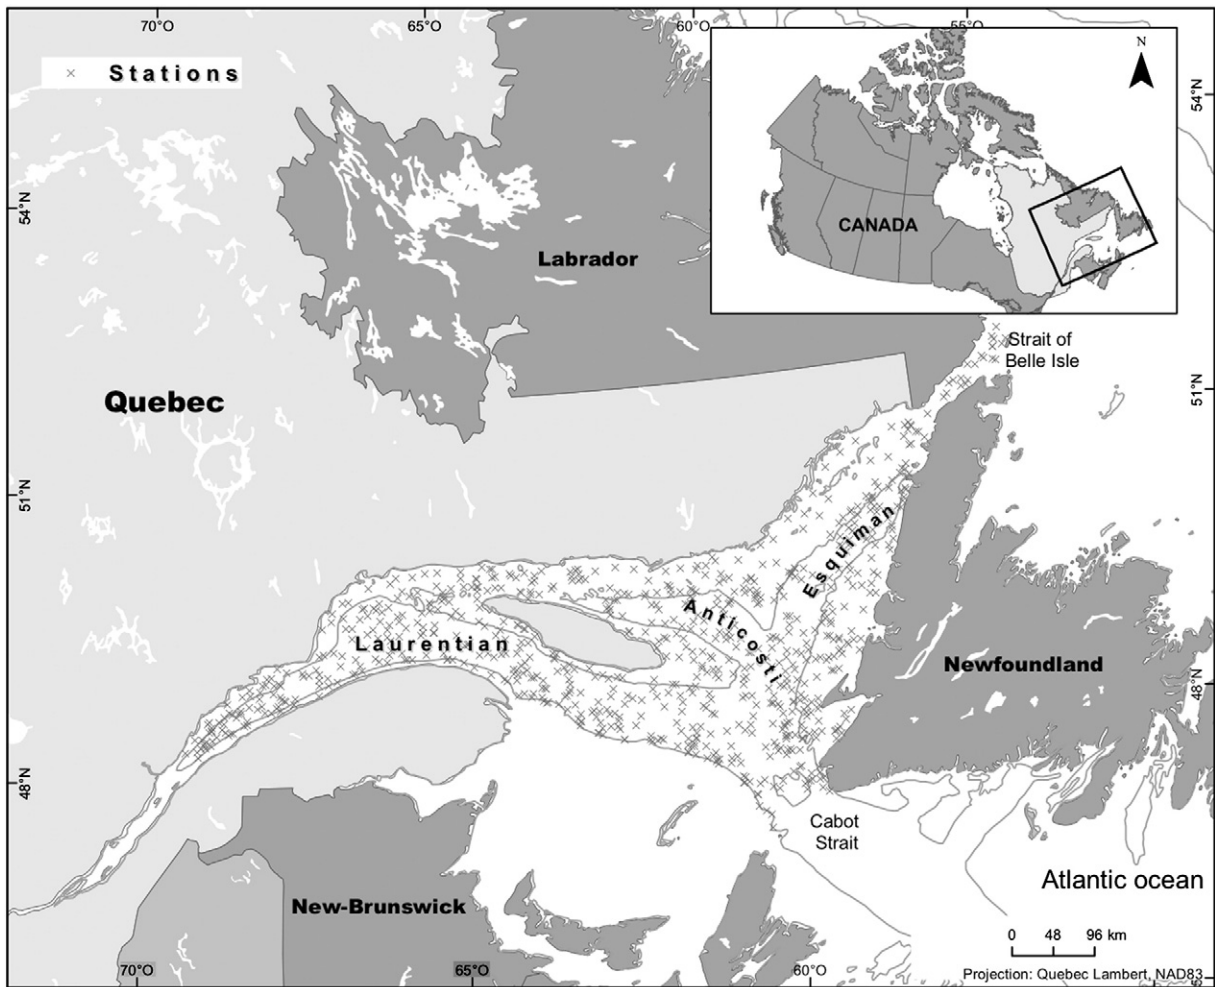 70°O
65°O
60°O
55°O
× Stations
N
54°N
54°N
CANADA
Labrador
Strait of
Belle Isle
51°N
Quebec
51°N
Esquiman
Anticosti
Laurentian
Newfoundland
48°N
48°N
Cabot
Strait
Atlantic ocean
New-Brunswick
0 48 96 km
70°O
65°O
60°O
Projection: Quebec Lambert, NAD83